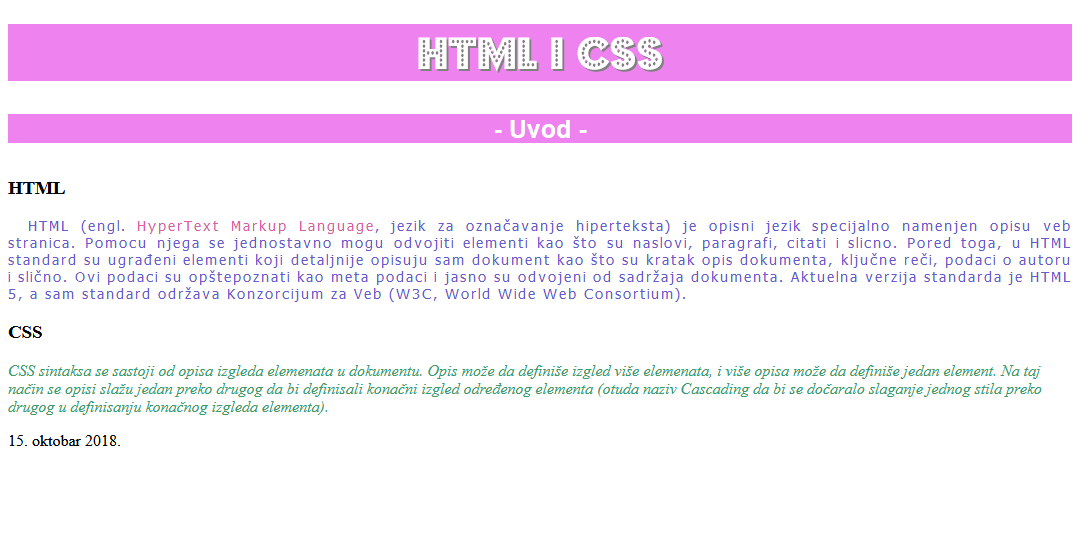 HTML I CSS
- Uvod -
HTML
HTML (engl. HyperText Markup Language, jezik za označavanje hiperteksta) je opisni jezik specijalno namenjen opisu veb
stranica. Pomocu njega se jednostavno mogu odvojiti elementi kao što su naslovi, paragrafi, citati i slicno. Pored toga, u HTML
standard su ugrađeni elementi koji detaljnije opisuju sam dokument kao što su kratak opis dokumenta, ključne reči, podaci o autoru
i slično. Ovi podaci su opštepoznati kao meta podaci i jasno su odvojeni od sadržaja dokumenta. Aktuelna verzija standarda je HTML
5, a sam standard održava Konzorcijum za Veb (W3C, World Wide Web Consortium).
CSS
CSS sintaksa se sastoji od opisa izgleda elemenata u dokumentu. Opis može da definiše izgled više elemenata, i više opisa može da definiše jedan element. Na taj
način se opisi slažu jedan preko drugog da bi definisali konačni izgled određenog elementa (otuda naziv Cascading da bi se dočaralo slaganje jednog stila preko
drugog u definisanju konačnog izgleda elementa).
15. oktobar 2018.